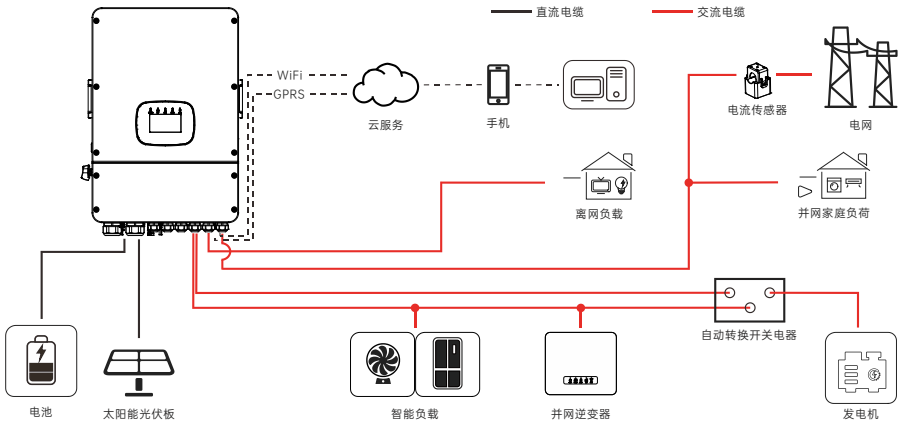 直流电缆
交流电缆
WiFi
GPRS
云服务
手机
电流传感器
电网
离网负载
并网家庭负荷
自动转换开关电器
电池
太阳能光伏板
智能负载
并网逆变器
发电机